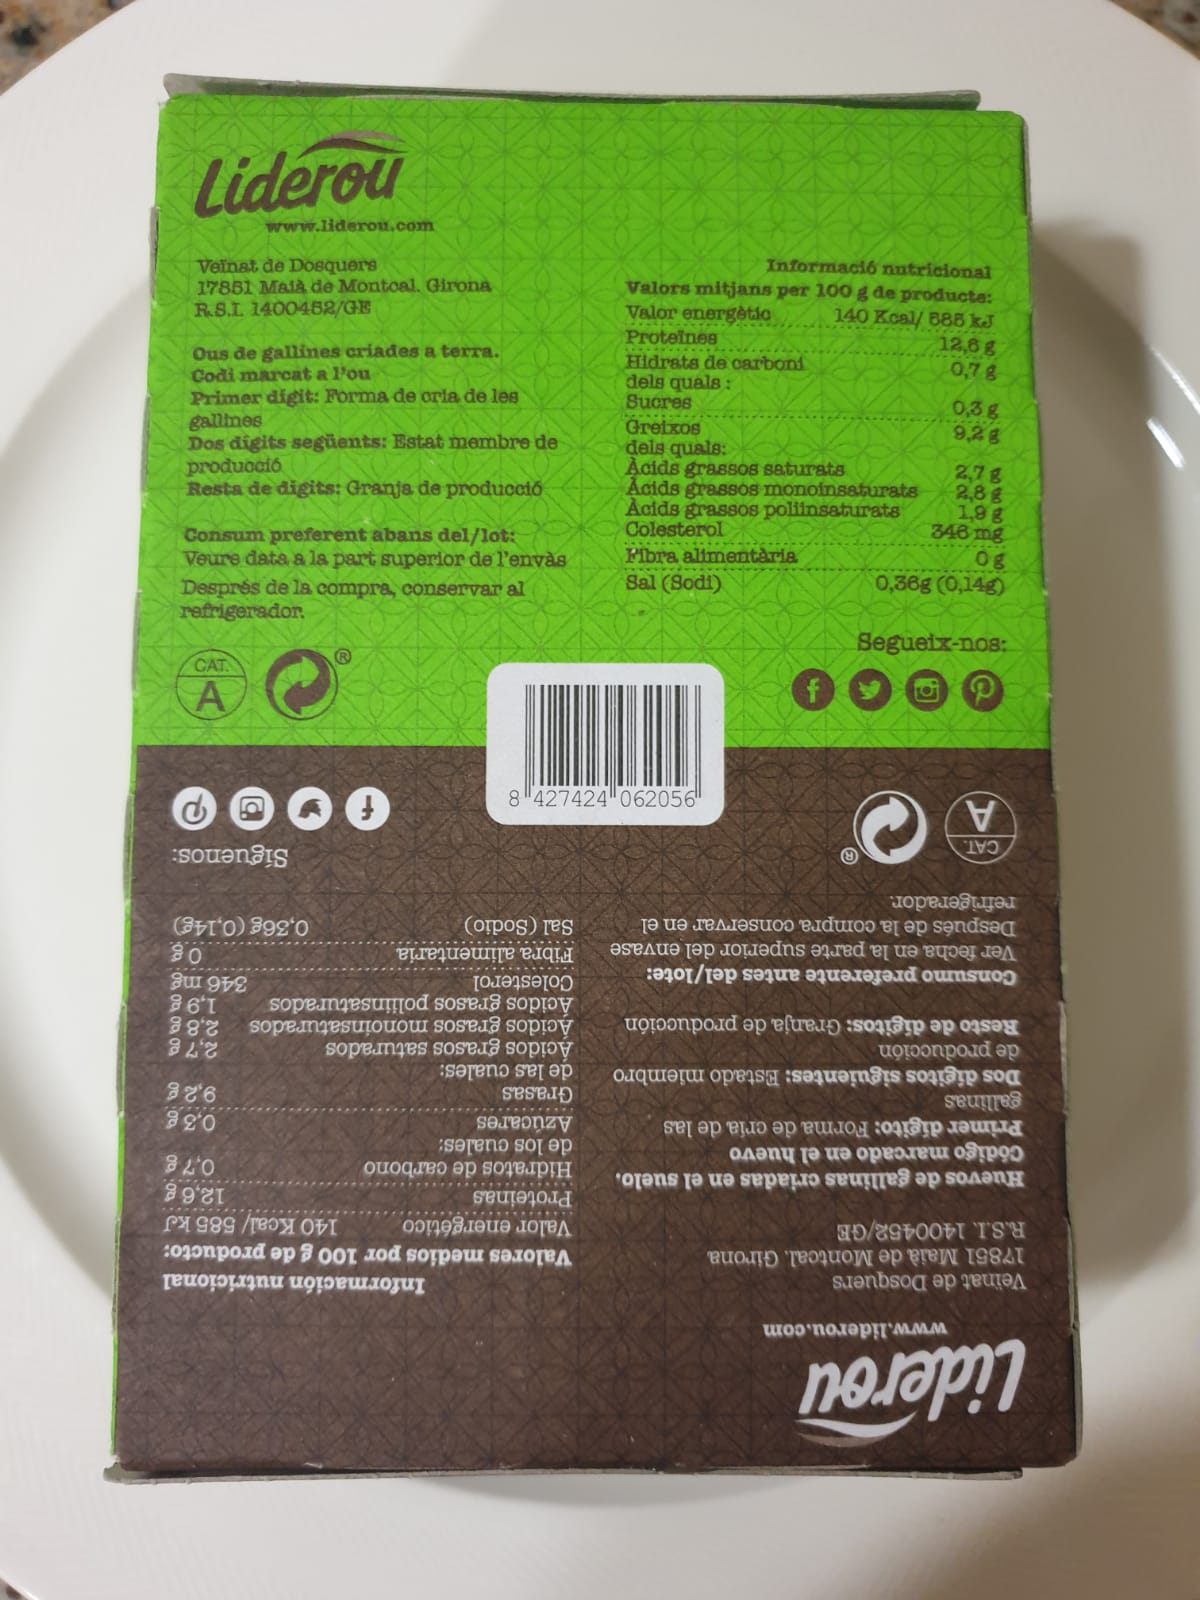 Liderou
www.liderou.com
Veïnat de Dosquers
17851 Maià de Montcal. Girona
R.S.I. 1400452/GE
Ous de gallines criades a terra.
Codi marcat a l'ou
Primer dígit: Forma de cria de les
gallines
Dos dígits següents: Estat membre de
producció
Resta de dígits: Granja de producció
Consum preferent abans del/lot:
Veure data a la part superior de l'envàs
Després de la compra, conservar al
refrigerador.
CAT.
A
®
Informació nutricional
Valors mitjans per 100 g de producte:
Valor energètic 140 Kcal/ 585 kJ
Proteïnes 12,6 g
Hidrats de carboni 0,7 g
dels quals :
Sucres 0,3 g
Greixos 9,2 g
dels quals:
Àcids grassos saturats 2,7 g
Àcids grassos monoinsaturats 2,8 g
Àcids grassos poliinsaturats 1,9 g
Colesterol 346 mg
Fibra alimentària 0 g
Sal (Sodi) 0,36g (0,14g)
Segueix-nos:
8 427424 062056
Liderou
www.liderou.com
Veïnat de Dosquers
17851 Maià de Montcal. Girona
R.S.I. 1400452/GE
Huevos de gallinas criadas en el suelo.
Código marcado en el huevo
Primer dígito: Forma de cría de las
gallinas
Dos dígitos siguientes: Estado miembro
de producción
Resto de dígitos: Granja de producción
Consumo preferente antes del/lote:
Ver fecha en la parte superior del envase
Después de la compra conservar en el
refrigerador.
CAT.
A
®
Información nutricional
Valores medios por 100 g de producto:
Valor energético 140 Kcal/ 585 kJ
Proteínas 12,6 g
Hidratos de carbono 0,7 g
de los cuales:
Azúcares 0,3 g
Grasas 9,2 g
de las cuales:
Ácidos grasos saturados 2,7 g
Ácidos grasos monoinsaturados 2,8 g
Ácidos grasos poliinsaturados 1,9 g
Colesterol 346 mg
Fibra alimentaria 0 g
Sal (Sodio) 0,36g (0,14g)
Síguenos: